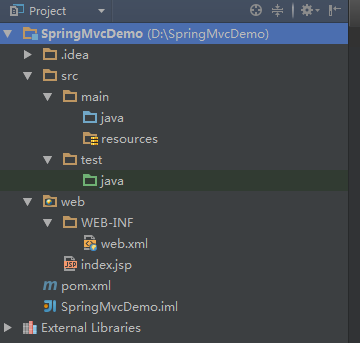 Project
SpringMvcDemo (D:\SpringMvcDemo)
.idea
src
main
java
resources
test
java
web
WEB-INF
web.xml
JSP index.jsp
m pom.xml
SpringMvcDemo.iml
External Libraries